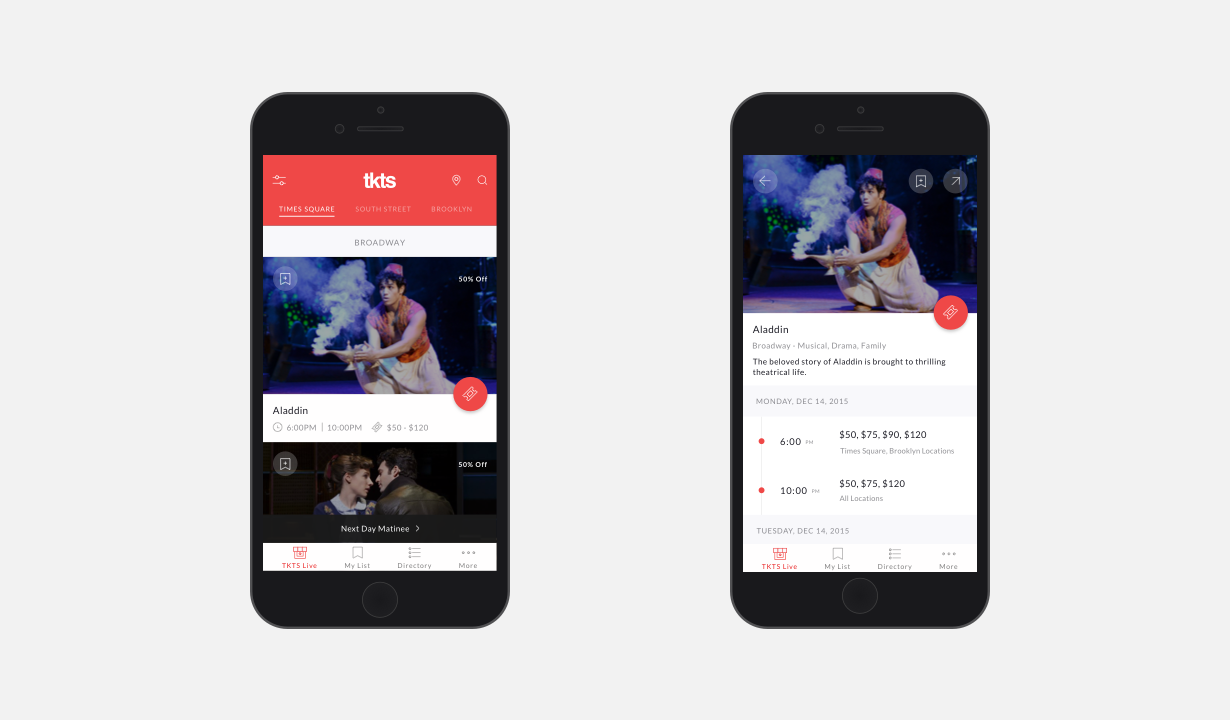 tkts
TIMES SQUARE SOUTH STREET BROOKLYN
BROADWAY
50% Off
Aladdin
6:00PM | 10:00PM $50 - $120
50% Off
Next Day Matinee
TKTS Live My List Directory More
Aladdin
Broadway - Musical, Drama, Family
The beloved story of Aladdin is brought to thrilling
theatrical life.
MONDAY, DEC 14, 2015
6:00 PM $50, $75, $90, $120
Times Square, Brooklyn Locations
10:00 PM $50, $75, $120
All Locations
TUESDAY, DEC 14, 2015
TKTS Live My List Directory More